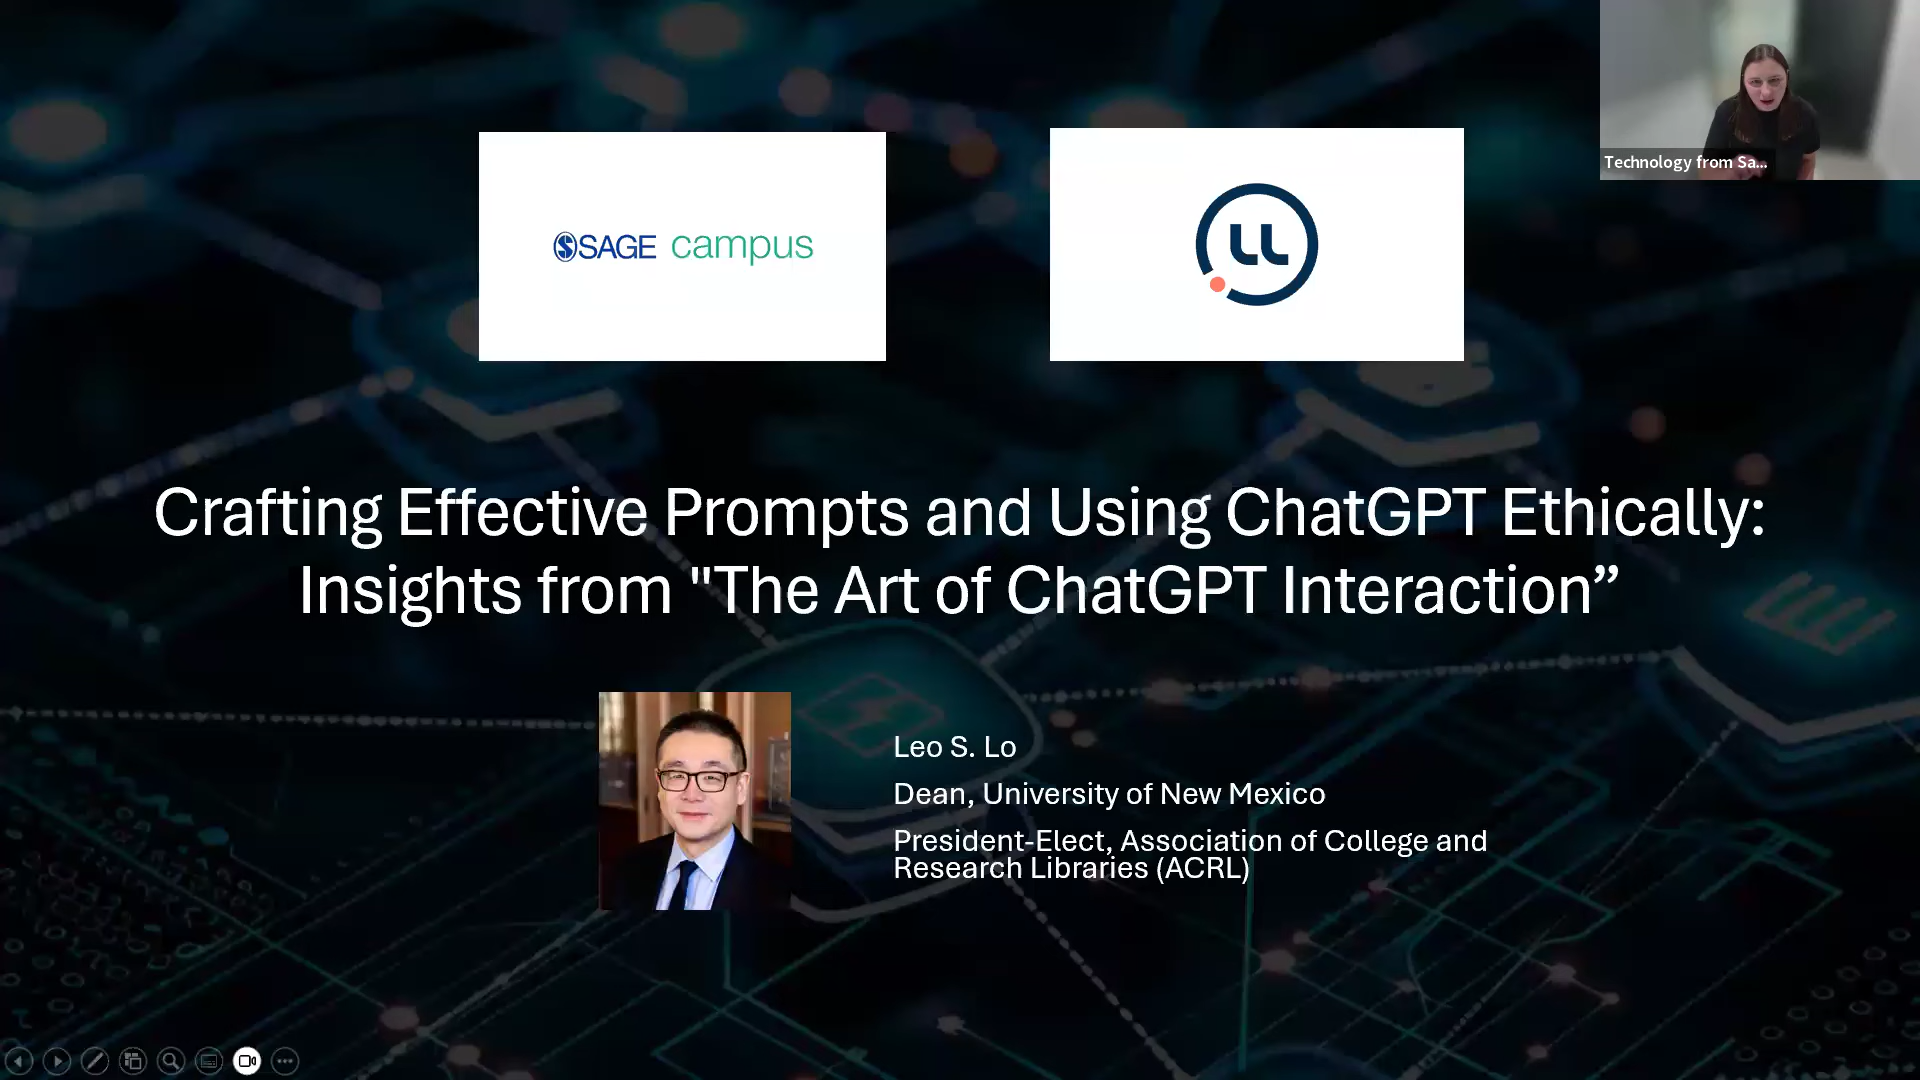 Technology from Sa...
SAGE campus
Crafting Effective Prompts and Using ChatGPT Ethically:
Insights from "The Art of ChatGPT Interaction”
Leo S. Lo
Dean, University of New Mexico
President-Elect, Association of College and
Research Libraries (ACRL)